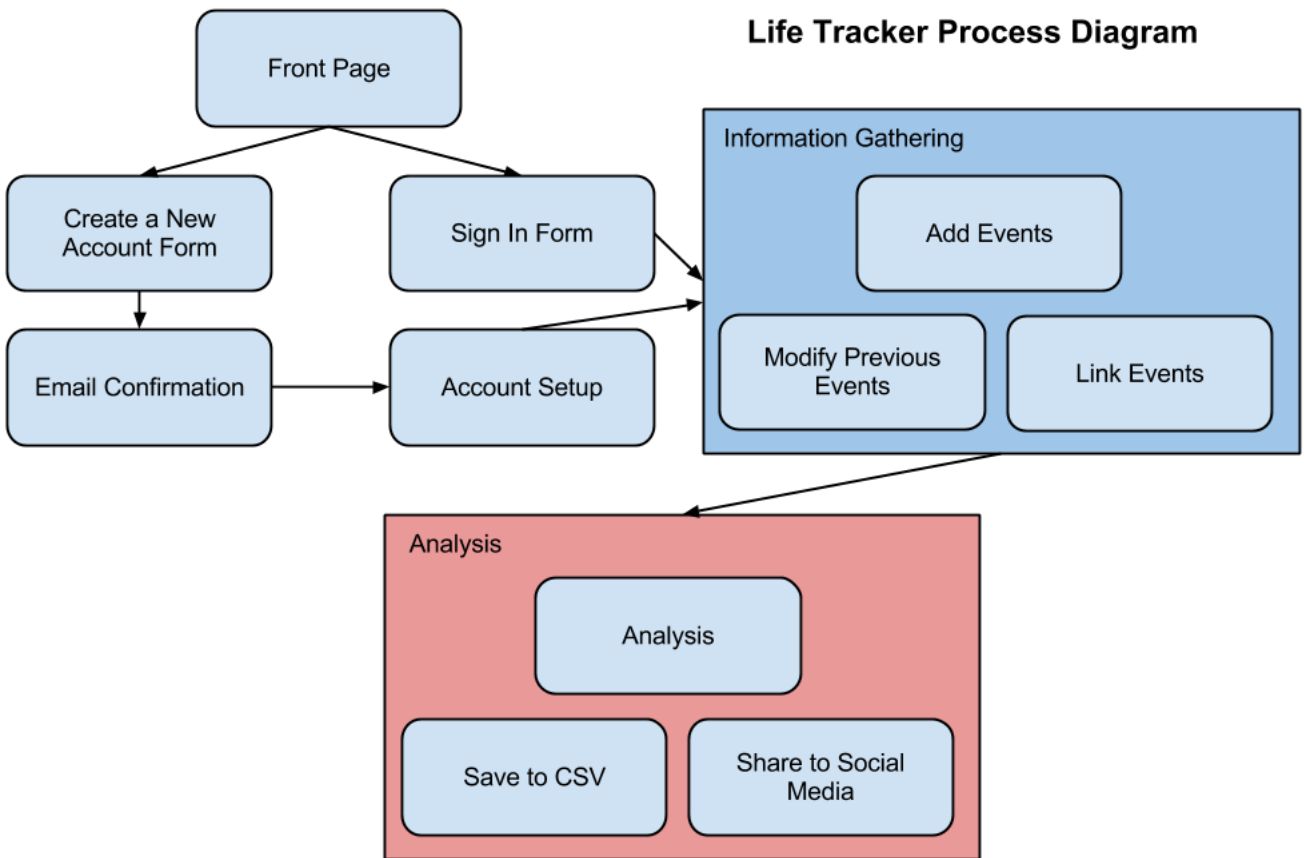 Life Tracker Process Diagram
Front Page
Create a New
Account Form
Sign In Form
Email Confirmation
Account Setup
Information Gathering
Add Events
Modify Previous
Events
Link Events
Analysis
Analysis
Save to CSV
Share to Social
Media